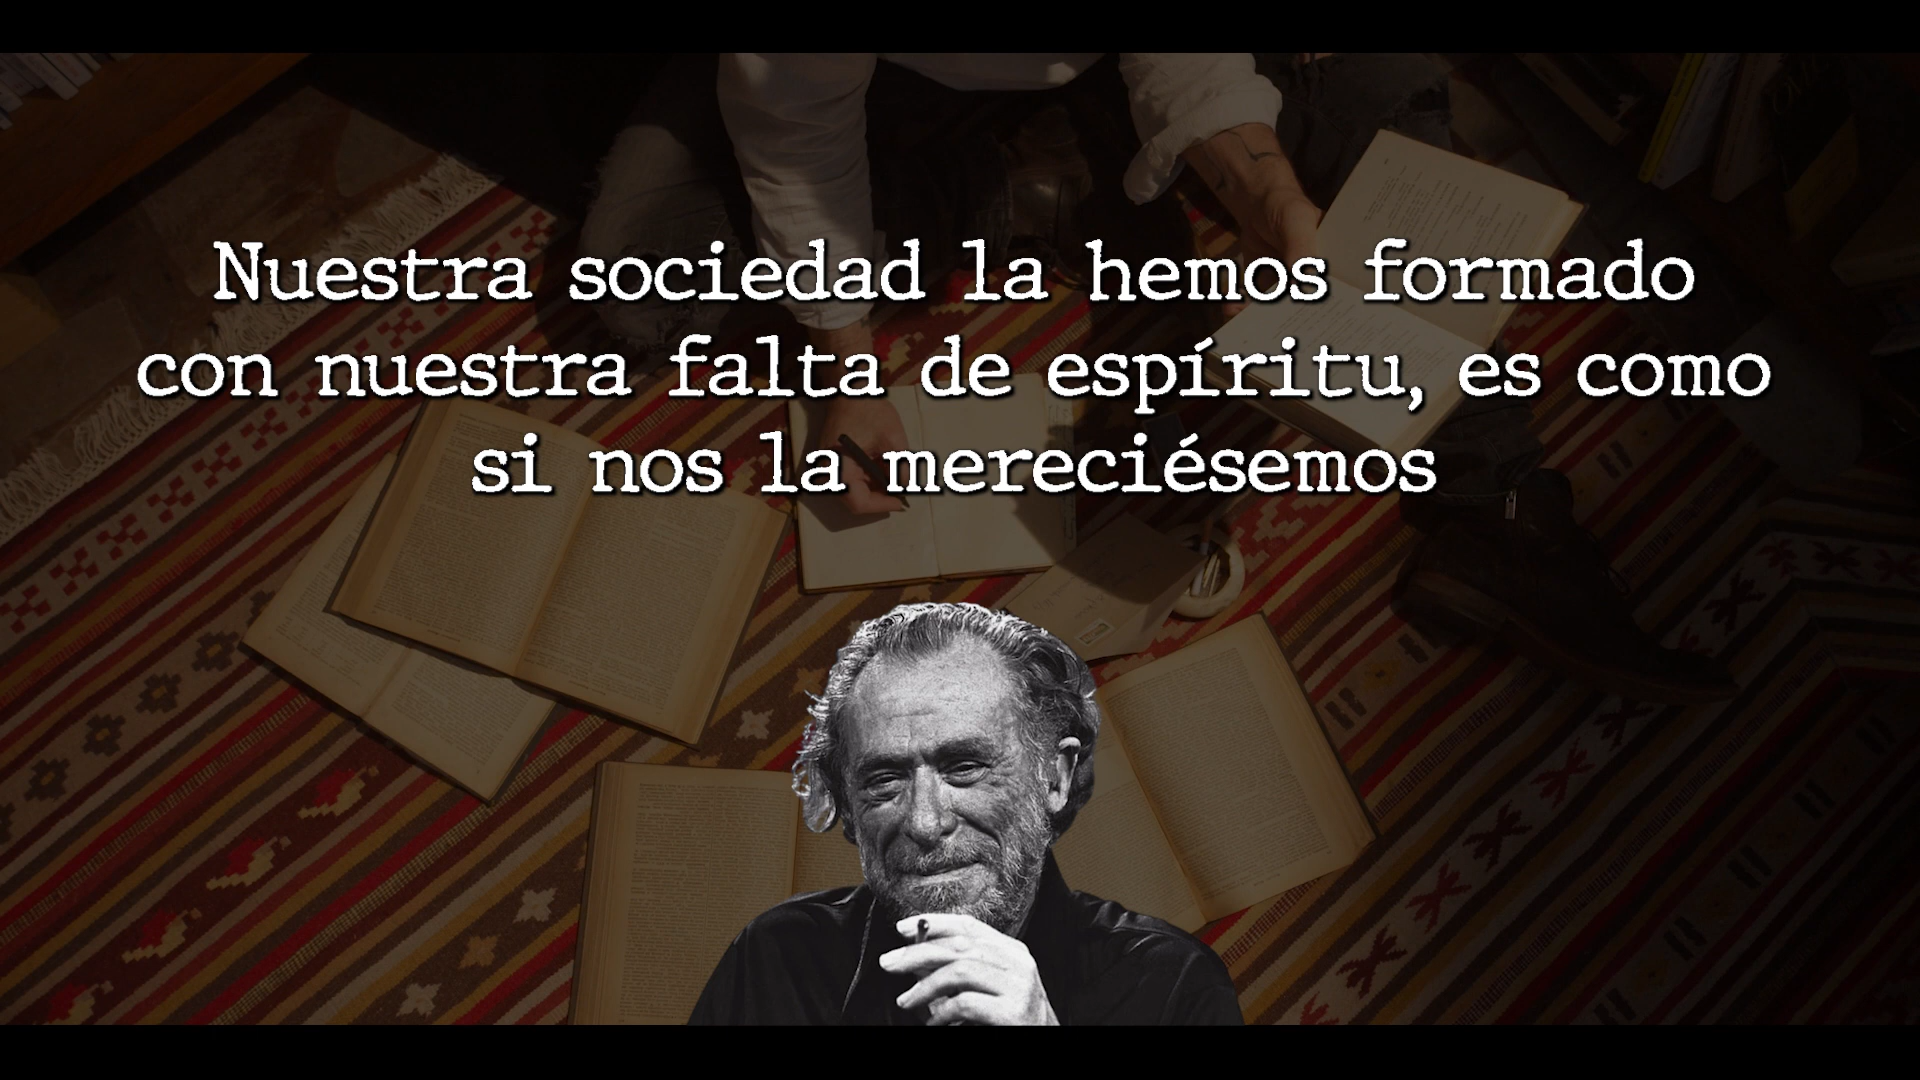 Nuestra sociedad la hemos formado
con nuestra falta de espíritu, es como
si nos la mereciésemos